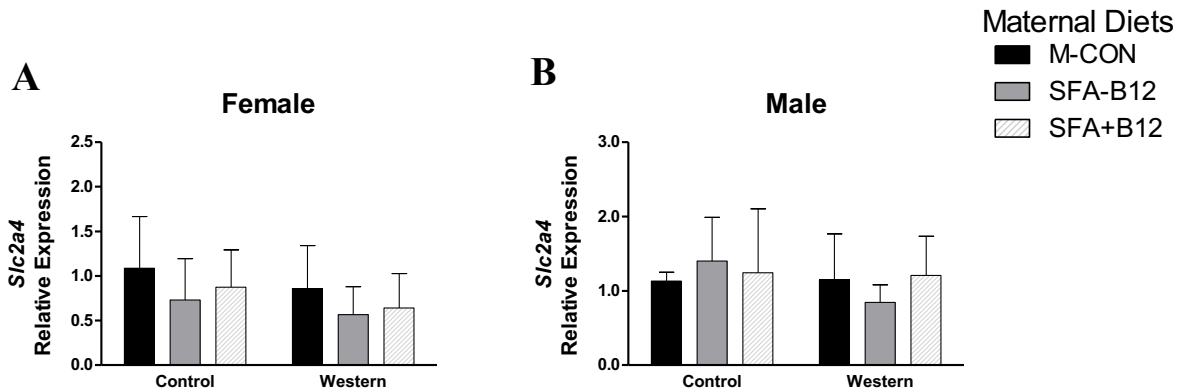 Maternal Diets
M-CON
SFA-B12
SFA+B12
A
Female
Slc2a4
Relative Expression
2.5
2.0
1.5
1.0
0.5
0.0
Control
Western
B
Male
Slc2a4
Relative Expression
3.0
2.0
1.0
0.0
Control
Western